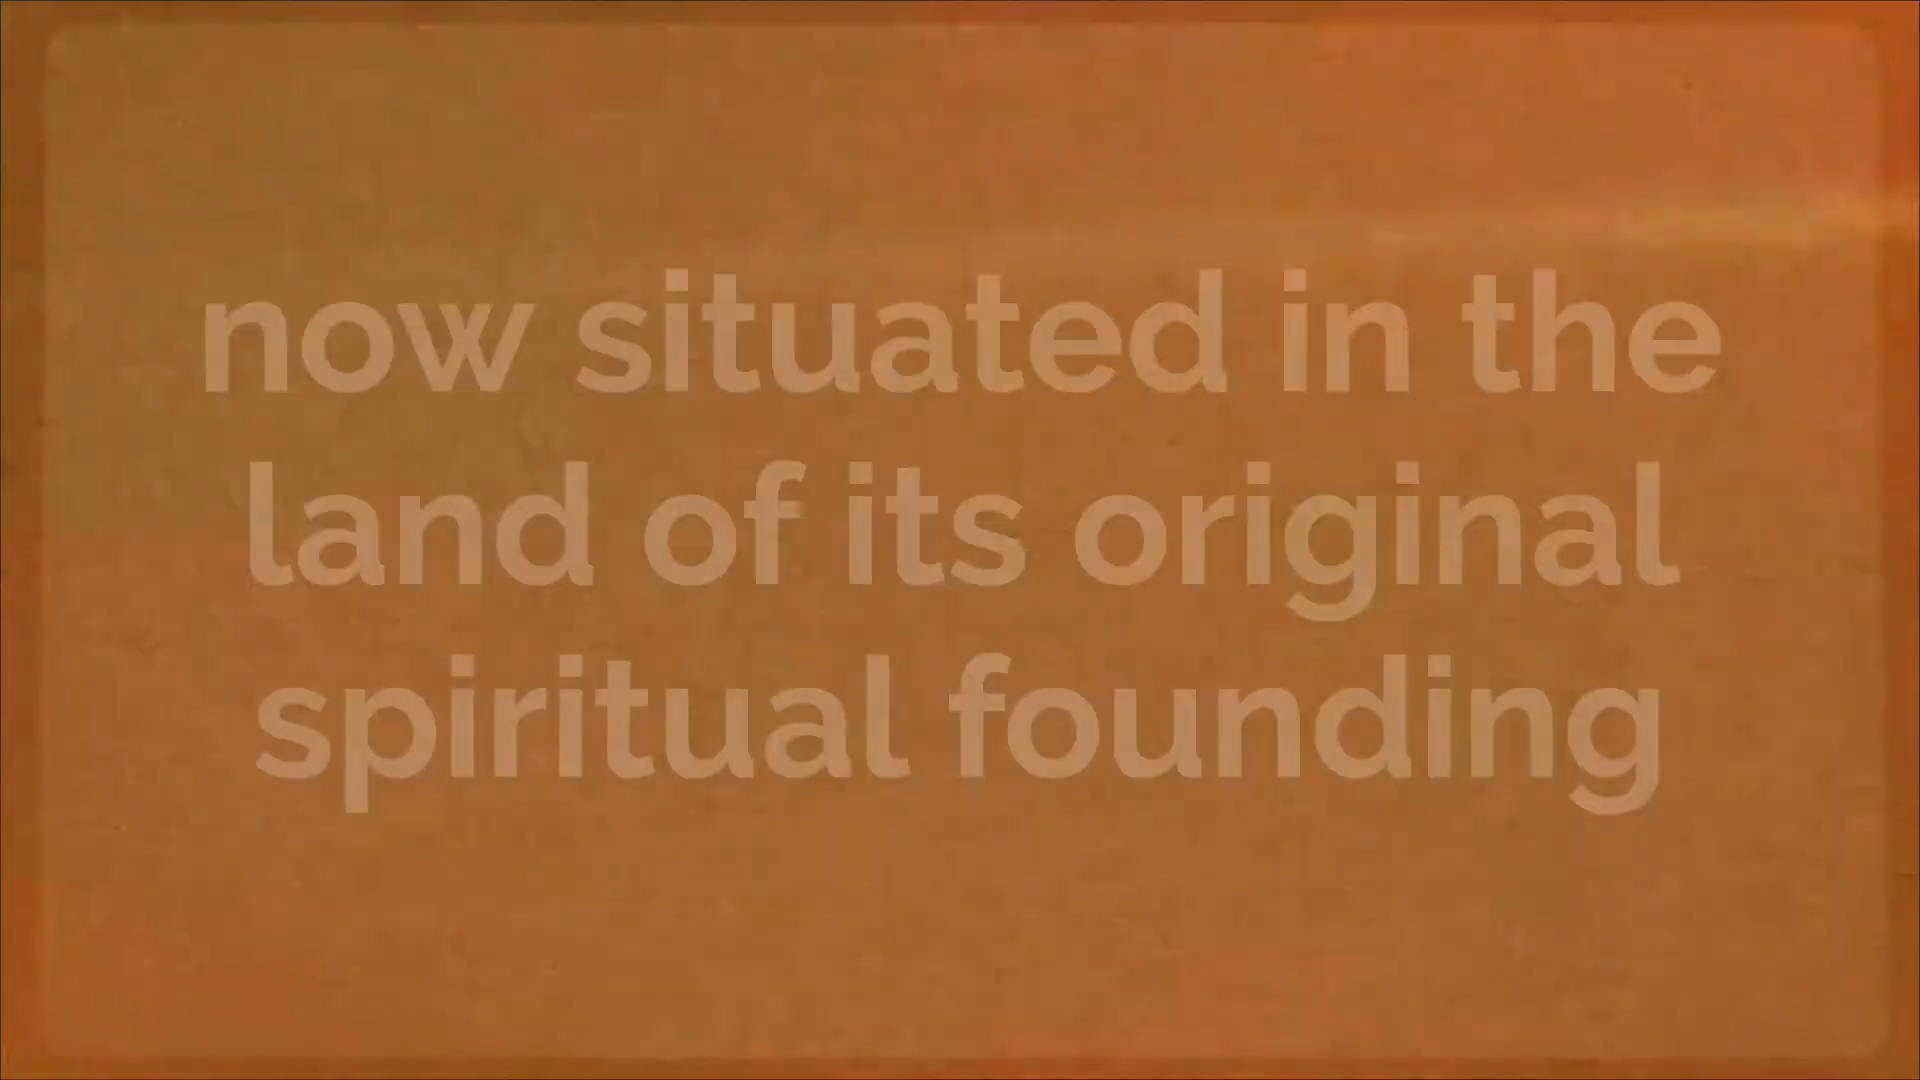 now situated in the
land of its original
spiritual founding